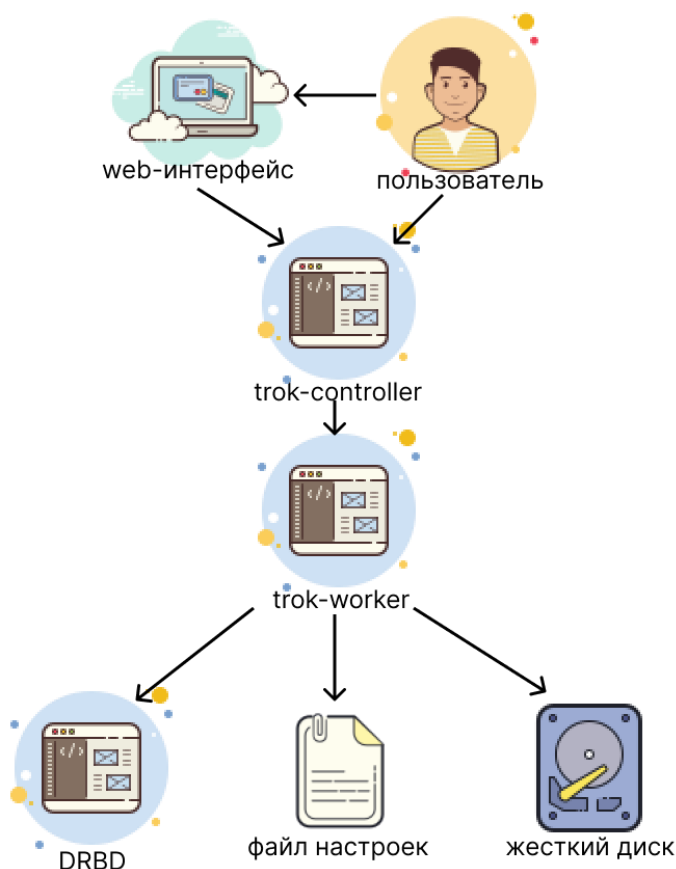 web-интерфейс
пользователь
trok-controller
trok-worker
DRBD
файл настроек
жесткий диск